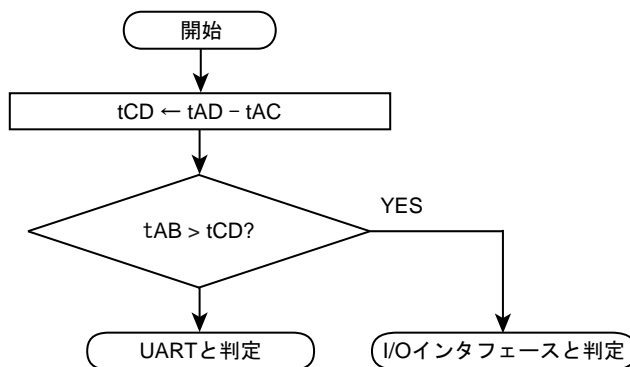 開始
tCD ← tAD − tAC
tAB > tCD?
YES
UARTと判定
I/Oインタフェースと判定